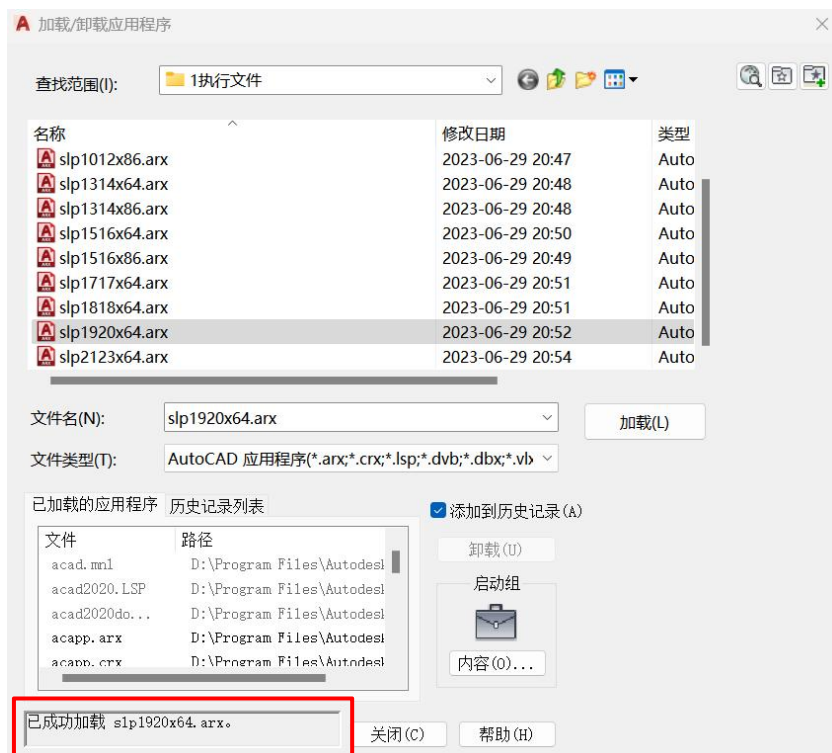 加载/卸载应用程序
查找范围(I): 1执行文件
名称 修改日期 类型
slp1012x86.arx 2023-06-29 20:47 Auto
slp1314x64.arx 2023-06-29 20:48 Auto
slp1314x86.arx 2023-06-29 20:48 Auto
slp1516x64.arx 2023-06-29 20:50 Auto
slp1516x86.arx 2023-06-29 20:49 Auto
slp1717x64.arx 2023-06-29 20:51 Auto
slp1818x64.arx 2023-06-29 20:51 Auto
slp1920x64.arx 2023-06-29 20:52 Auto
slp2123x64.arx 2023-06-29 20:54 Auto
文件名(N): slp1920x64.arx 加载(L)
文件类型(T): AutoCAD 应用程序(*.arx;*.crx;*.lsp;*.dvb;*.dbx;*.vlx
已加载的应用程序 历史记录列表 添加到历史记录(A)
文件 路径 卸载(U)
acad.mnl D:\Program Files\Autodesk
acad2020.LSP D:\Program Files\Autodesk
acad2020do... D:\Program Files\Autodesk
acapp.arx D:\Program Files\Autodesk
acapp.crx D:\Program Files\Autodesk
启动组
内容(O)...
已成功加载 slp1920x64.arx。 关闭(C) 帮助(H)